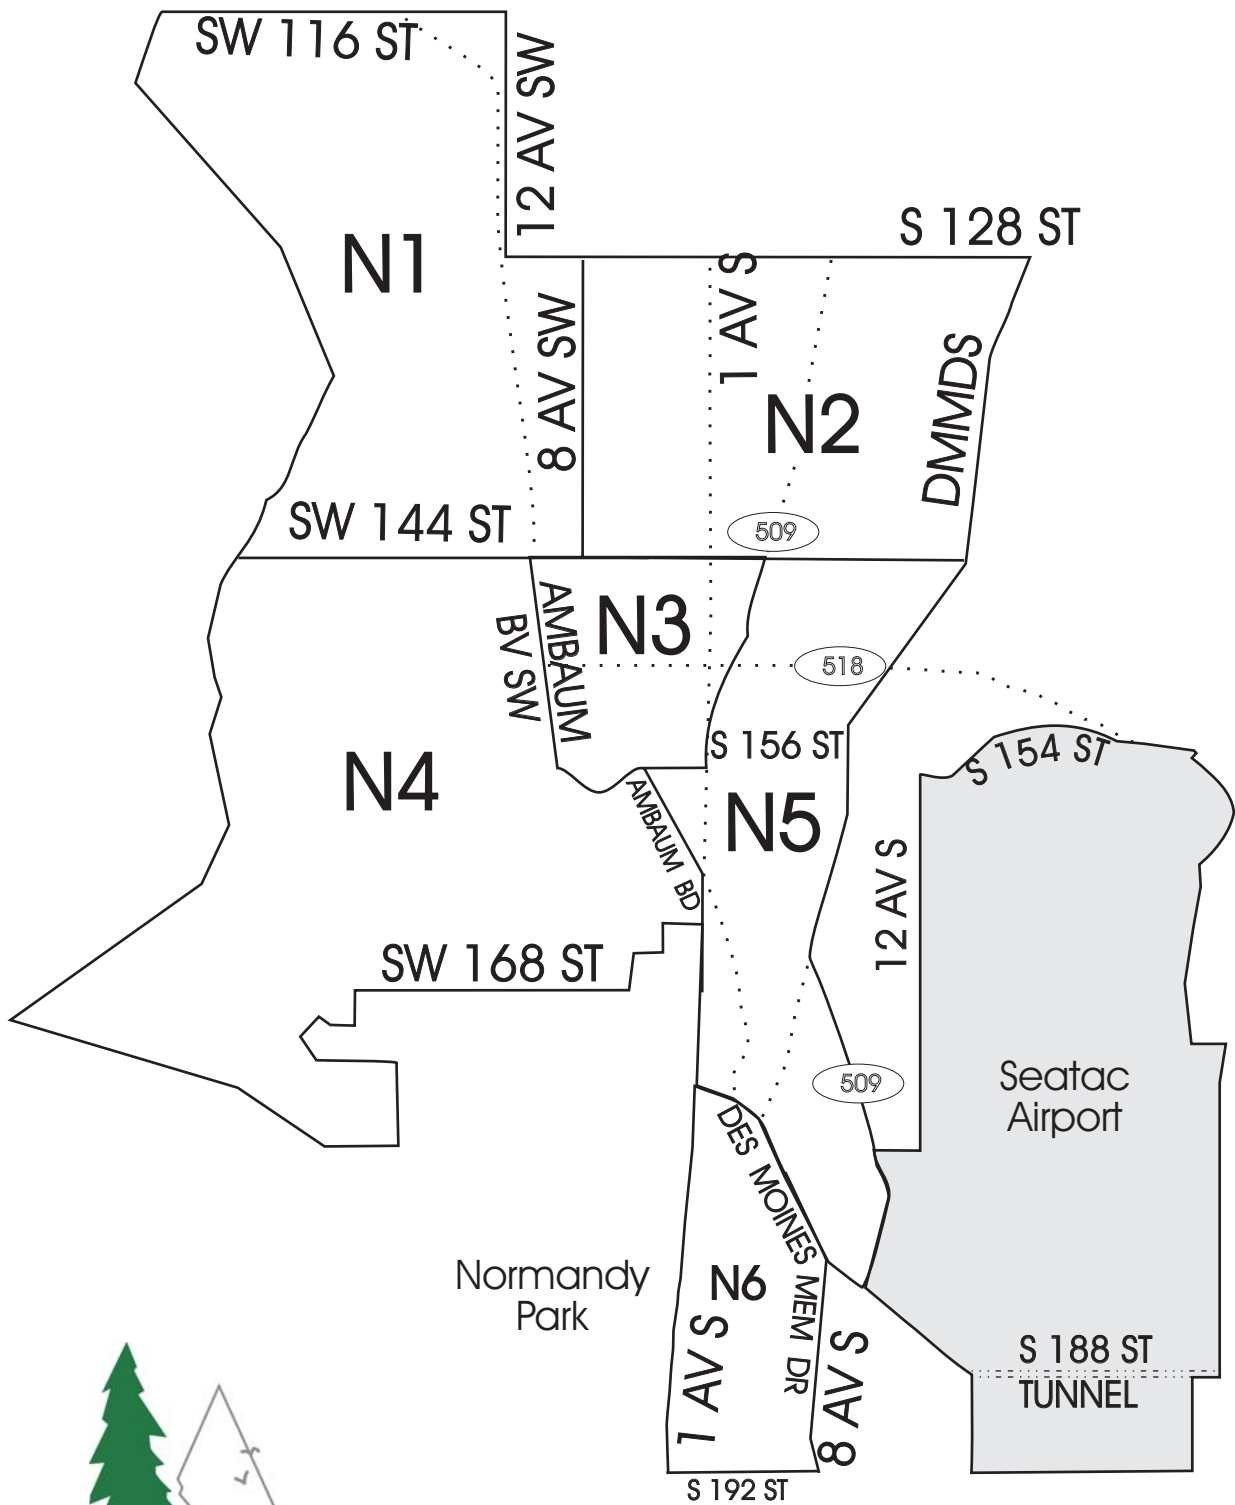 SW 116 ST
12 AV SW
S 128 ST
N1
1 AV S
8 AV SW
DMMDS
N2
SW 144 ST
509
AMBAUM
BV SW
N3
518
S 156 ST
S 154 ST
N4
N5
AMBAUM BD
12 AV S
SW 168 ST
509
Seatac
Airport
DES MOINES MEM DR
Normandy
Park
N6
1 AV S
8 AV S
S 188 ST
TUNNEL
S 192 ST